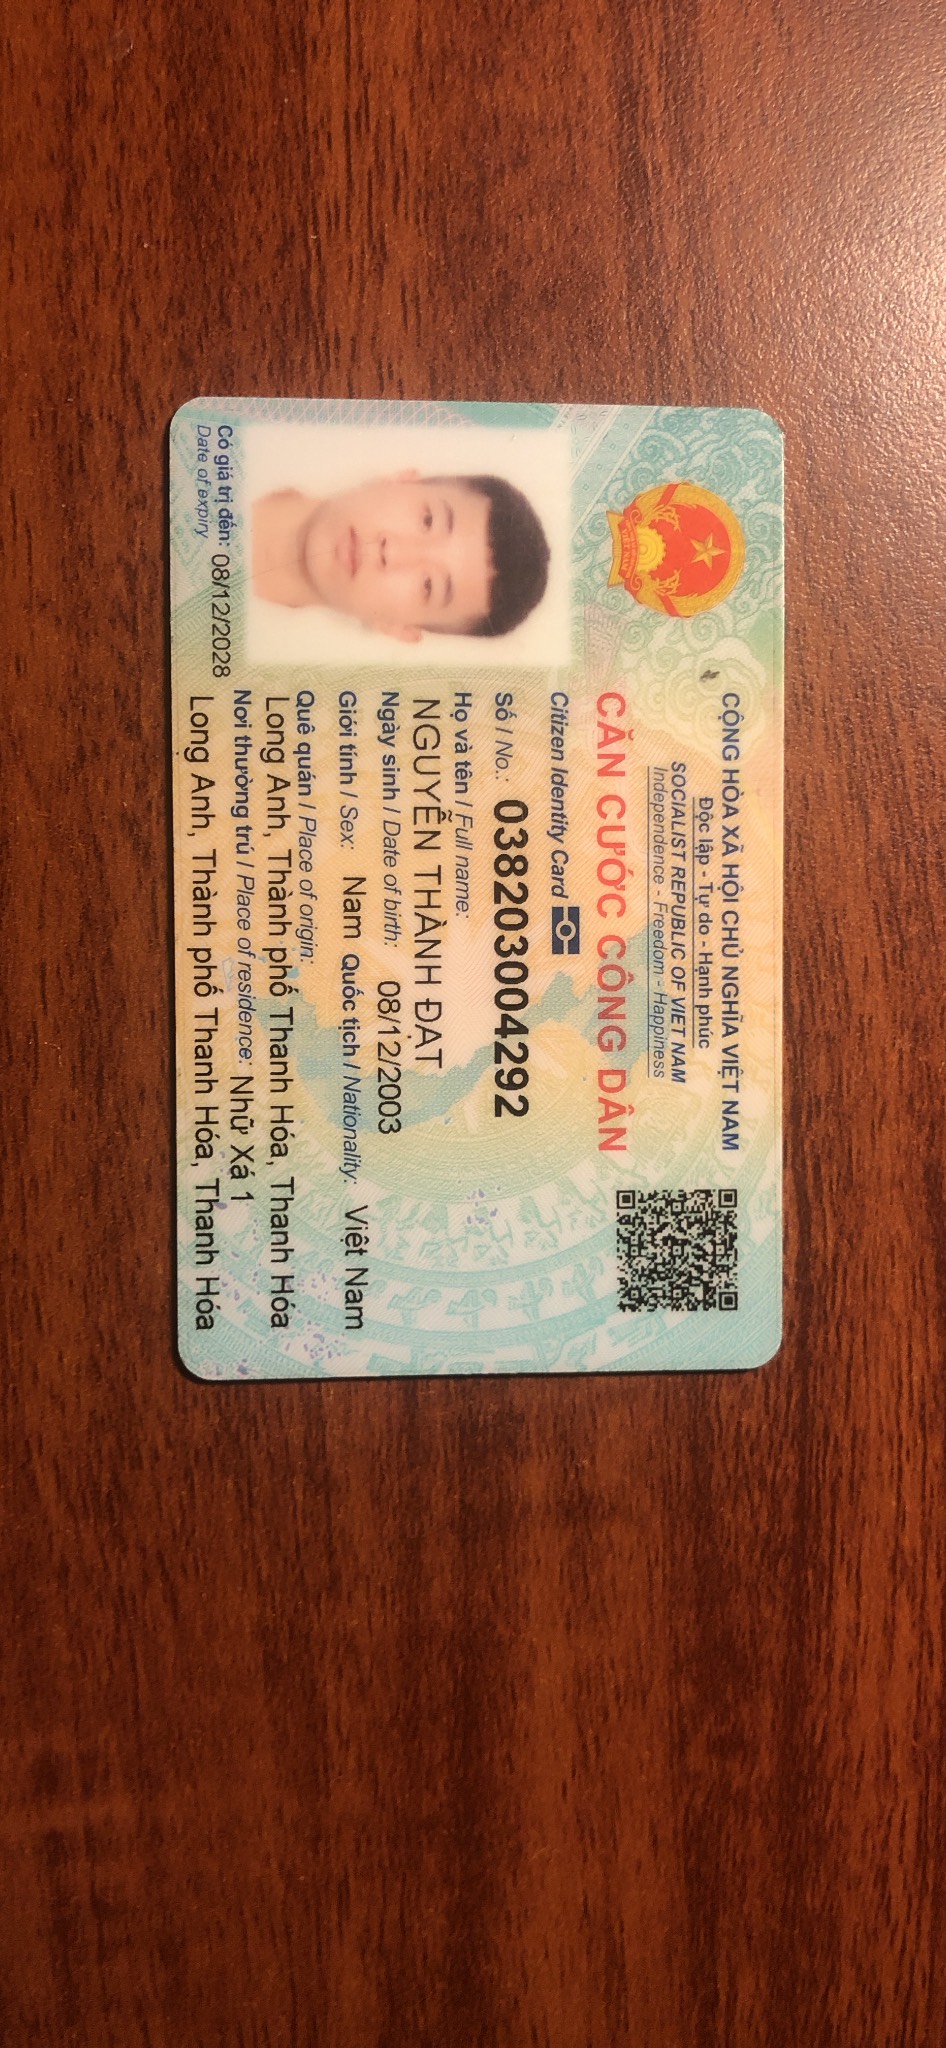 CỘNG HÒA XÃ HỘI CHỦ NGHĨA VIỆT NAM
Độc lập - Tự do - Hạnh phúc
SOCIALIST REPUBLIC OF VIET NAM
Independence - Freedom - Happiness
CĂN CƯỚC CÔNG DÂN
Citizen Identity Card
Số / No.: 038203004292
Họ và tên / Full name:
NGUYỄN THÀNH ĐẠT
Ngày sinh / Date of birth: 08/12/2003
Giới tính / Sex: Nam Quốc tịch / Nationality: Việt Nam
Quê quán / Place of origin:
Long Anh, Thành phố Thanh Hóa, Thanh Hóa
Nơi thường trú / Place of residence: Nhữ Xá 1
Long Anh, Thành phố Thanh Hóa, Thanh Hóa
Có giá trị đến: 08/12/2028
Date of expiry